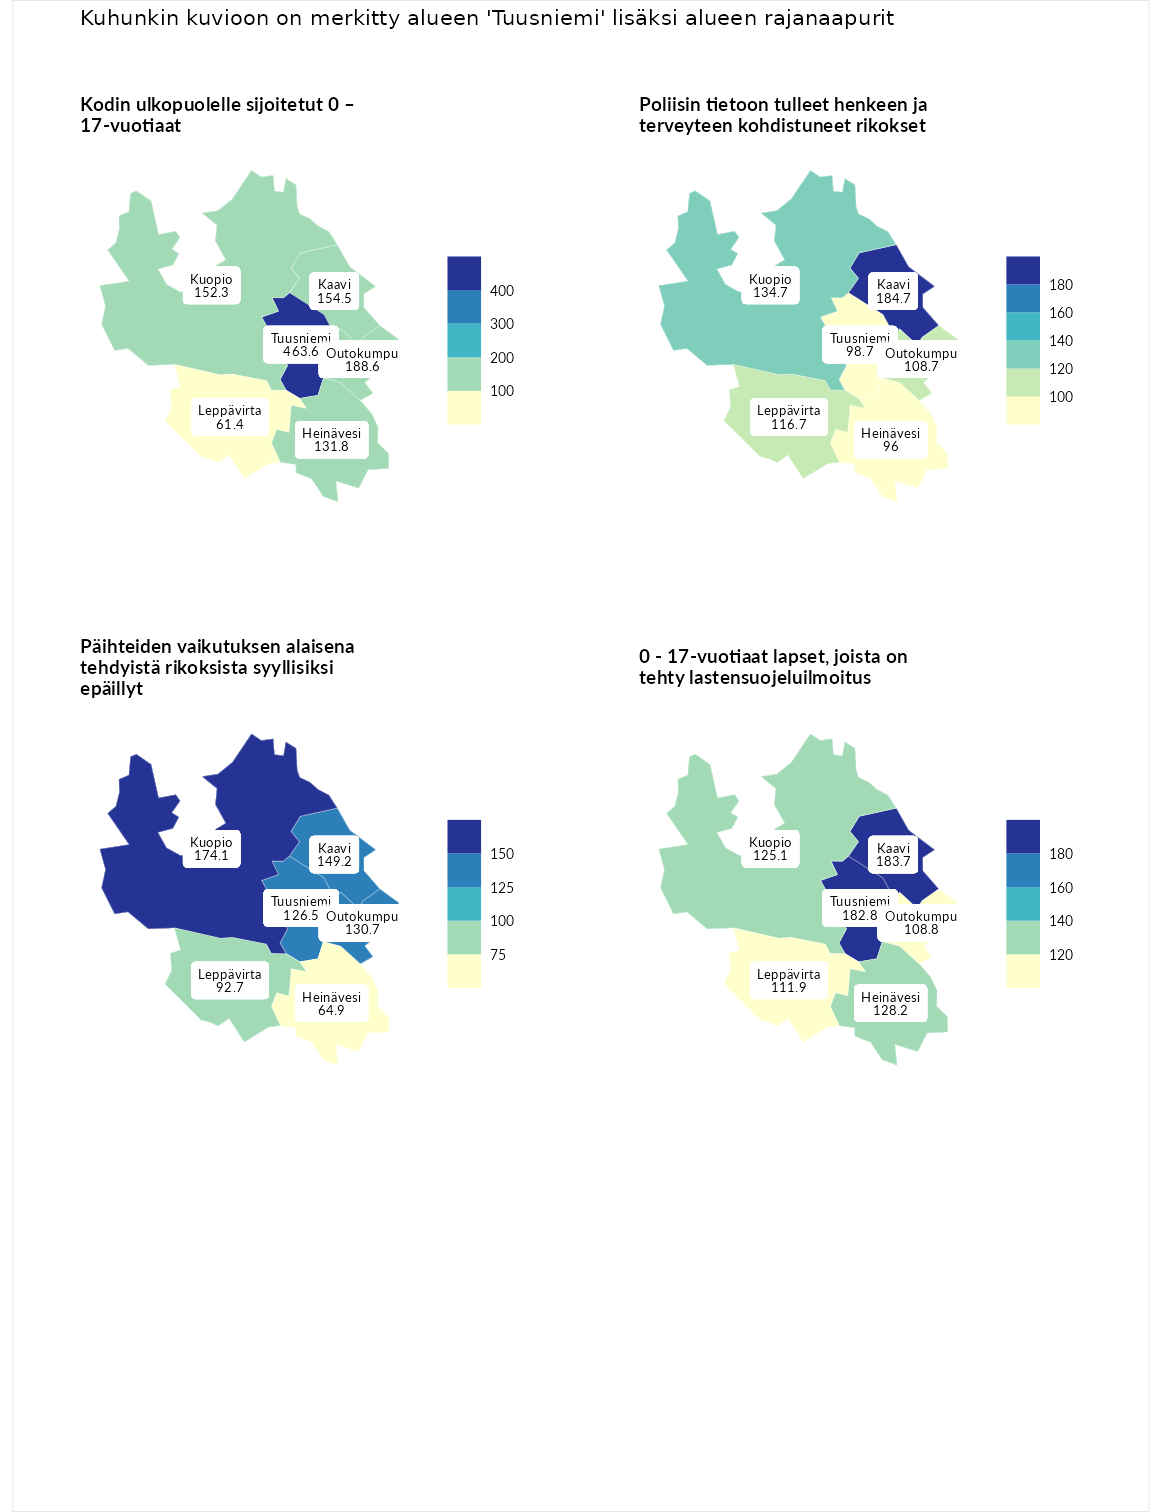 Kuhunkin kuvioon on merkitty alueen 'Tuusniemi' lisäksi alueen rajanaapurit
Kodin ulkopuolelle sijoitetut 0 –
17-vuotiaat
Kuopio
152.3
Kaavi
154.5
Tuusniemi
463.6
Outokumpu
188.6
Leppävirta
61.4
Heinävesi
131.8
400
300
200
100
Poliisin tietoon tulleet henkeen ja
terveyteen kohdistuneet rikokset
Kuopio
134.7
Kaavi
184.7
Tuusniemi
98.7
Outokumpu
108.7
Leppävirta
116.7
Heinävesi
96
180
160
140
120
100
Päihteiden vaikutuksen alaisena
tehdyistä rikoksista syyllisiksi
epäillyt
Kuopio
174.1
Kaavi
149.2
Tuusniemi
126.5
Outokumpu
130.7
Leppävirta
92.7
Heinävesi
64.9
150
125
100
75
0 - 17-vuotiaat lapset, joista on
tehty lastensuojeluilmoitus
Kuopio
125.1
Kaavi
183.7
Tuusniemi
182.8
Outokumpu
108.8
Leppävirta
111.9
Heinävesi
128.2
180
160
140
120